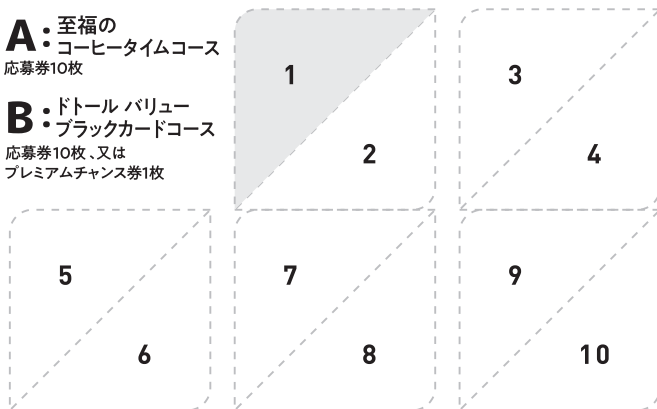 A:至福の
コーヒータイムコース
応募券10枚
B:ドトール バリュー
ブラックカードコース
応募券10枚、又は
プレミアムチャンス券1枚
1
2
3
4
5
6
7
8
9
10